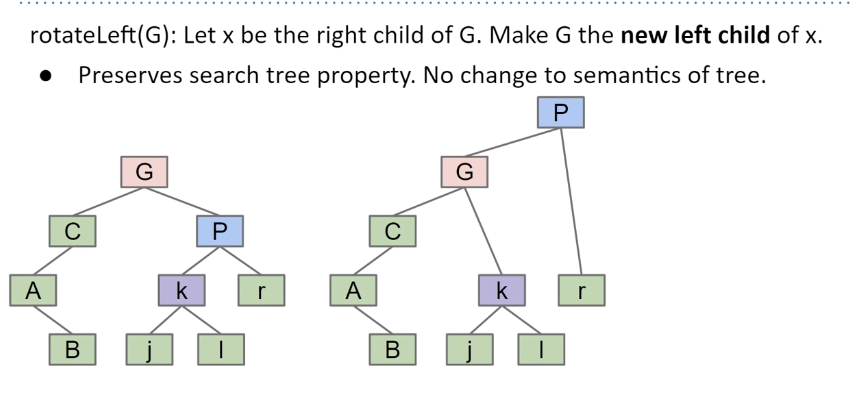 rotateLeft(G): Let x be the right child of G. Make G the new left child of x.
● Preserves search tree property. No change to semantics of tree.
P
G G
C P C
A k r A k r
B j l B j l